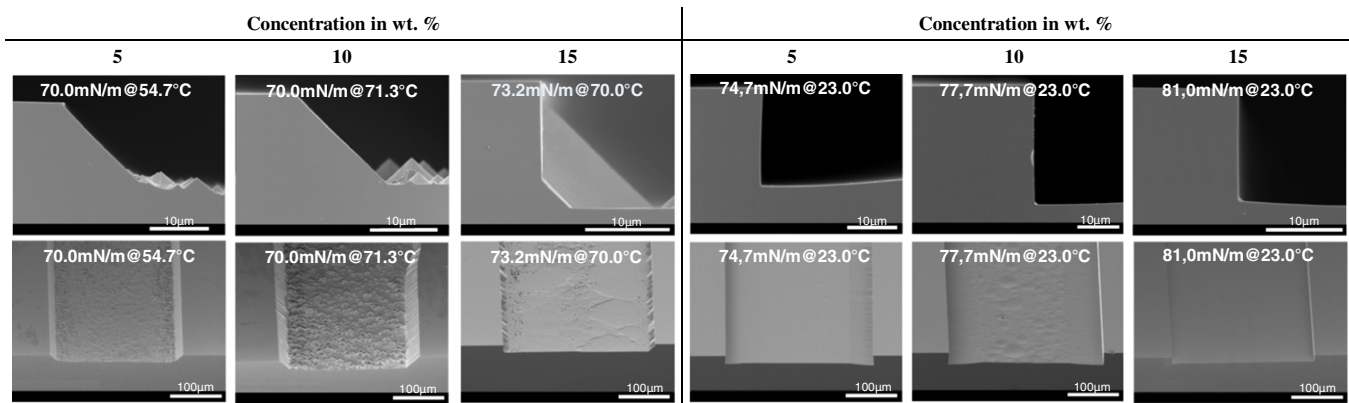 Concentration in wt. % Concentration in wt. %
5 10 15 5 10 15
70.0mN/m@54.7°C 70.0mN/m@71.3°C 73.2mN/m@70.0°C 74,7mN/m@23.0°C 77,7mN/m@23.0°C 81,0mN/m@23.0°C
10µm 10µm 10µm 10µm 10µm 10µm
70.0mN/m@54.7°C 70.0mN/m@71.3°C 73.2mN/m@70.0°C 74,7mN/m@23.0°C 77,7mN/m@23.0°C 81,0mN/m@23.0°C
100µm 100µm 100µm 100µm 100µm 100µm